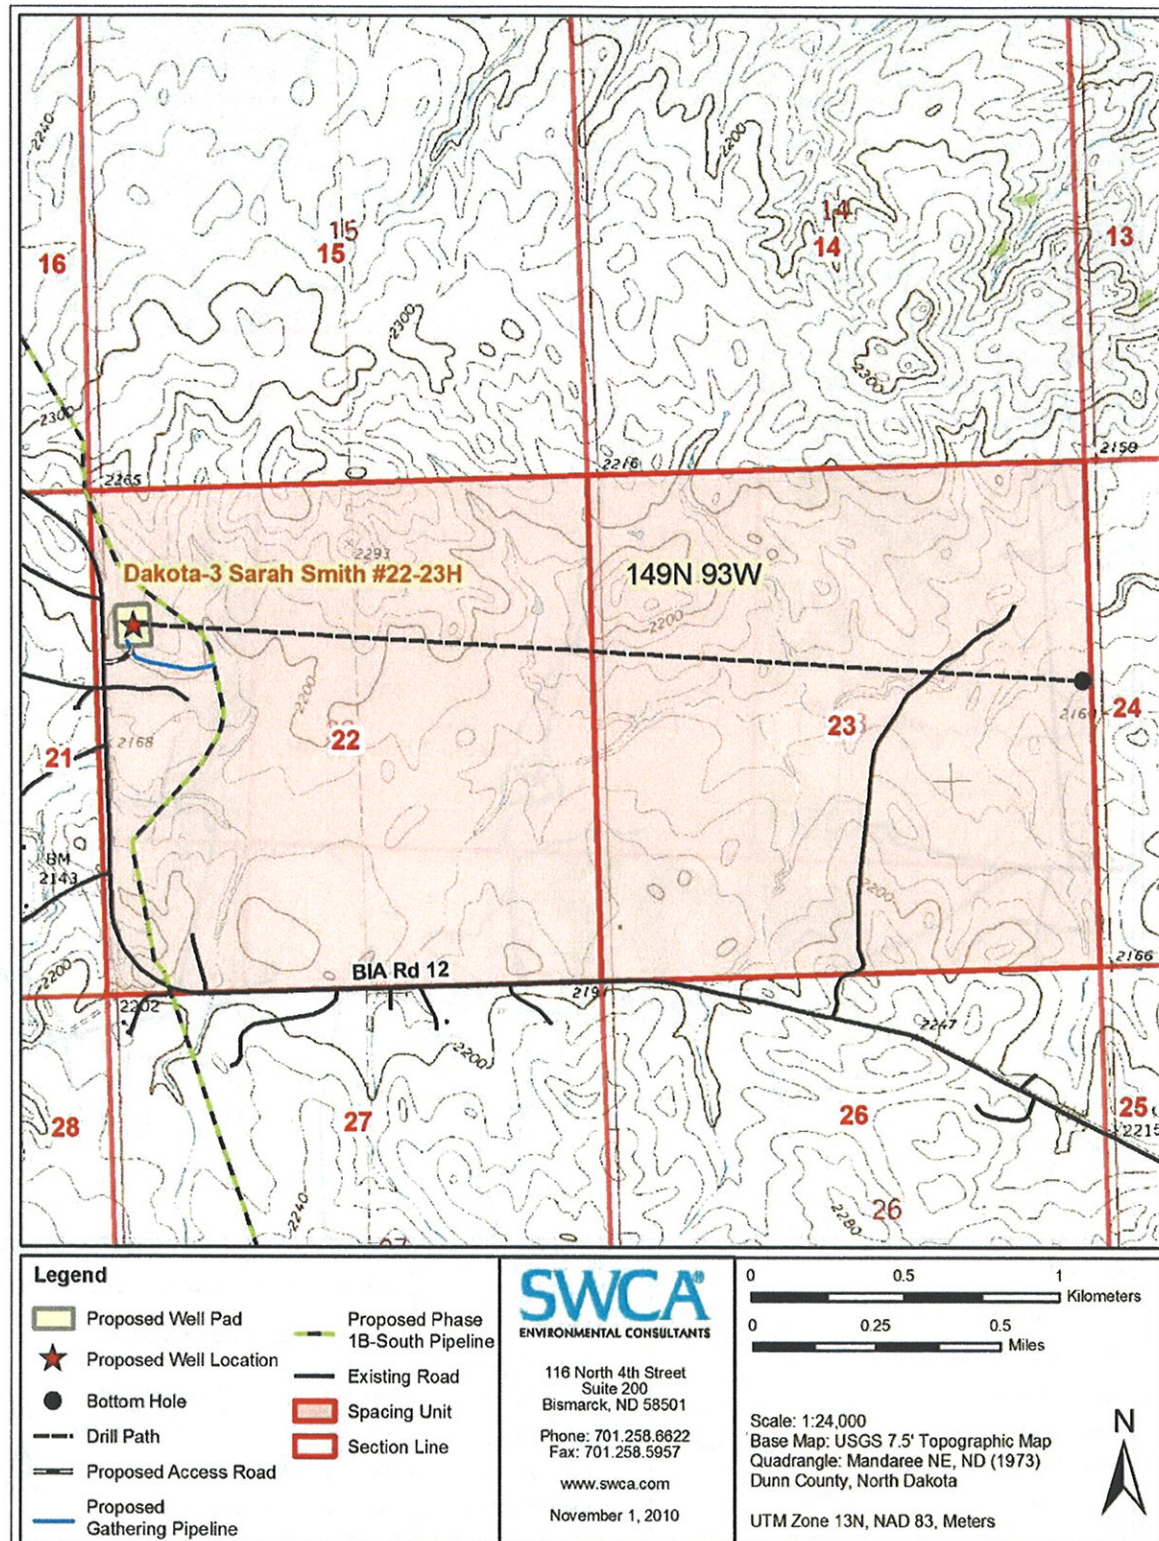 2240
2200
15
14
16
15
14
13
2300
2300
2200
2265
2216
2159
2293
Dakota-3 Sarah Smith #22-23H
149N 93W
2200
2200
2160
24
21
2168
22
23
BM
2143
2200
2200
BIA Rd 12
2166
2202
219
2247
2200
28
27
26
25
2215
2240
26
2280
27
Legend
Proposed Well Pad
Proposed Well Location
Bottom Hole
Drill Path
Proposed Access Road
Proposed
Gathering Pipeline
Proposed Phase
1B-South Pipeline
Existing Road
Spacing Unit
Section Line
SWCA®
ENVIRONMENTAL CONSULTANTS
116 North 4th Street
Suite 200
Bismarck, ND 58501
Phone: 701.258.6622
Fax: 701.258.5957
www.swca.com
November 1, 2010
0 0.5 1
Kilometers
0 0.25 0.5
Miles
Scale: 1:24,000
Base Map: USGS 7.5' Topographic Map
Quadrangle: Mandaree NE, ND (1973)
Dunn County, North Dakota
UTM Zone 13N, NAD 83, Meters
N